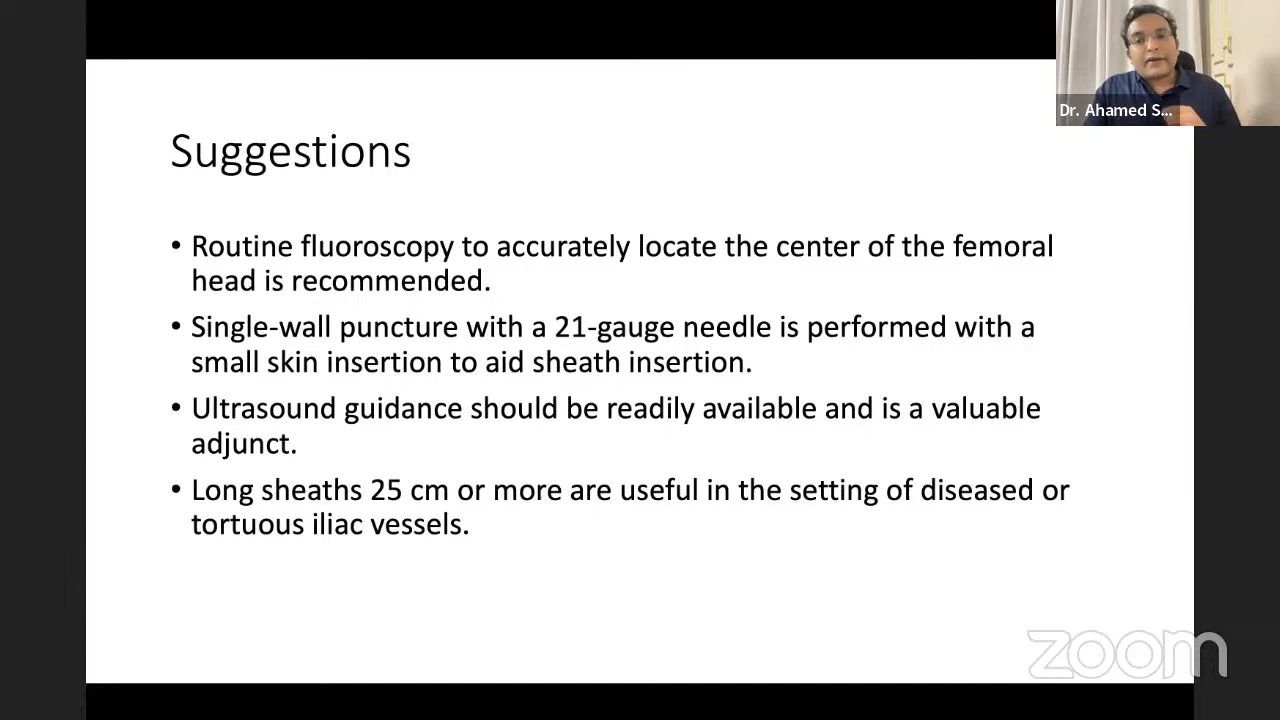 Dr. Ahamed S...
Suggestions
• Routine fluoroscopy to accurately locate the center of the femoral
head is recommended.
• Single-wall puncture with a 21-gauge needle is performed with a
small skin insertion to aid sheath insertion.
• Ultrasound guidance should be readily available and is a valuable
adjunct.
• Long sheaths 25 cm or more are useful in the setting of diseased or
tortuous iliac vessels.
zoom